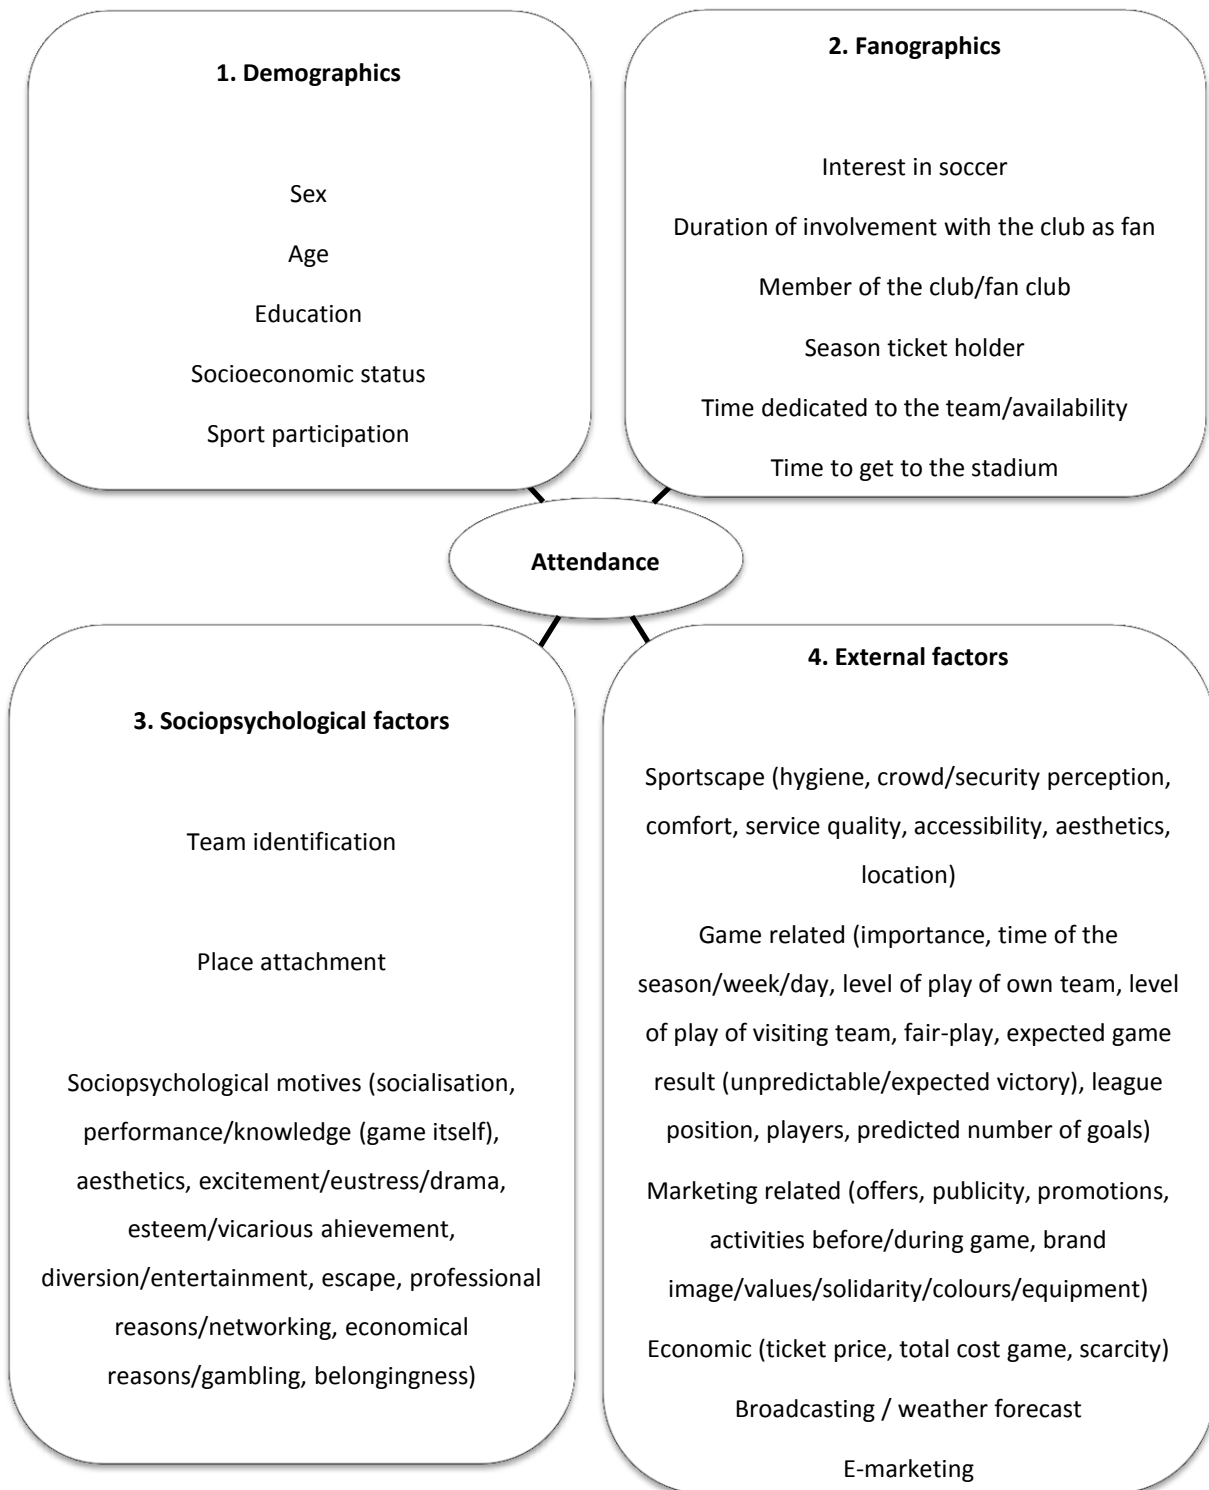 1. Demographics
Sex
Age
Education
Socioeconomic status
Sport participation
2. Fanographics
Interest in soccer
Duration of involvement with the club as fan
Member of the club/fan club
Season ticket holder
Time dedicated to the team/availability
Time to get to the stadium
Attendance
3. Sociopsychological factors
Team identification
Place attachment
Sociopsychological motives (socialisation,
performance/knowledge (game itself),
aesthetics, excitement/eustress/drama,
esteem/vicarious ahievement,
diversion/entertainment, escape, professional
reasons/networking, economical
reasons/gambling, belongingness)
4. External factors
Sportscape (hygiene, crowd/security perception,
comfort, service quality, accessibility, aesthetics,
location)
Game related (importance, time of the
season/week/day, level of play of own team, level
of play of visiting team, fair-play, expected game
result (unpredictable/expected victory), league
position, players, predicted number of goals)
Marketing related (offers, publicity, promotions,
activities before/during game, brand
image/values/solidarity/colours/equipment)
Economic (ticket price, total cost game, scarcity)
Broadcasting / weather forecast
E-marketing